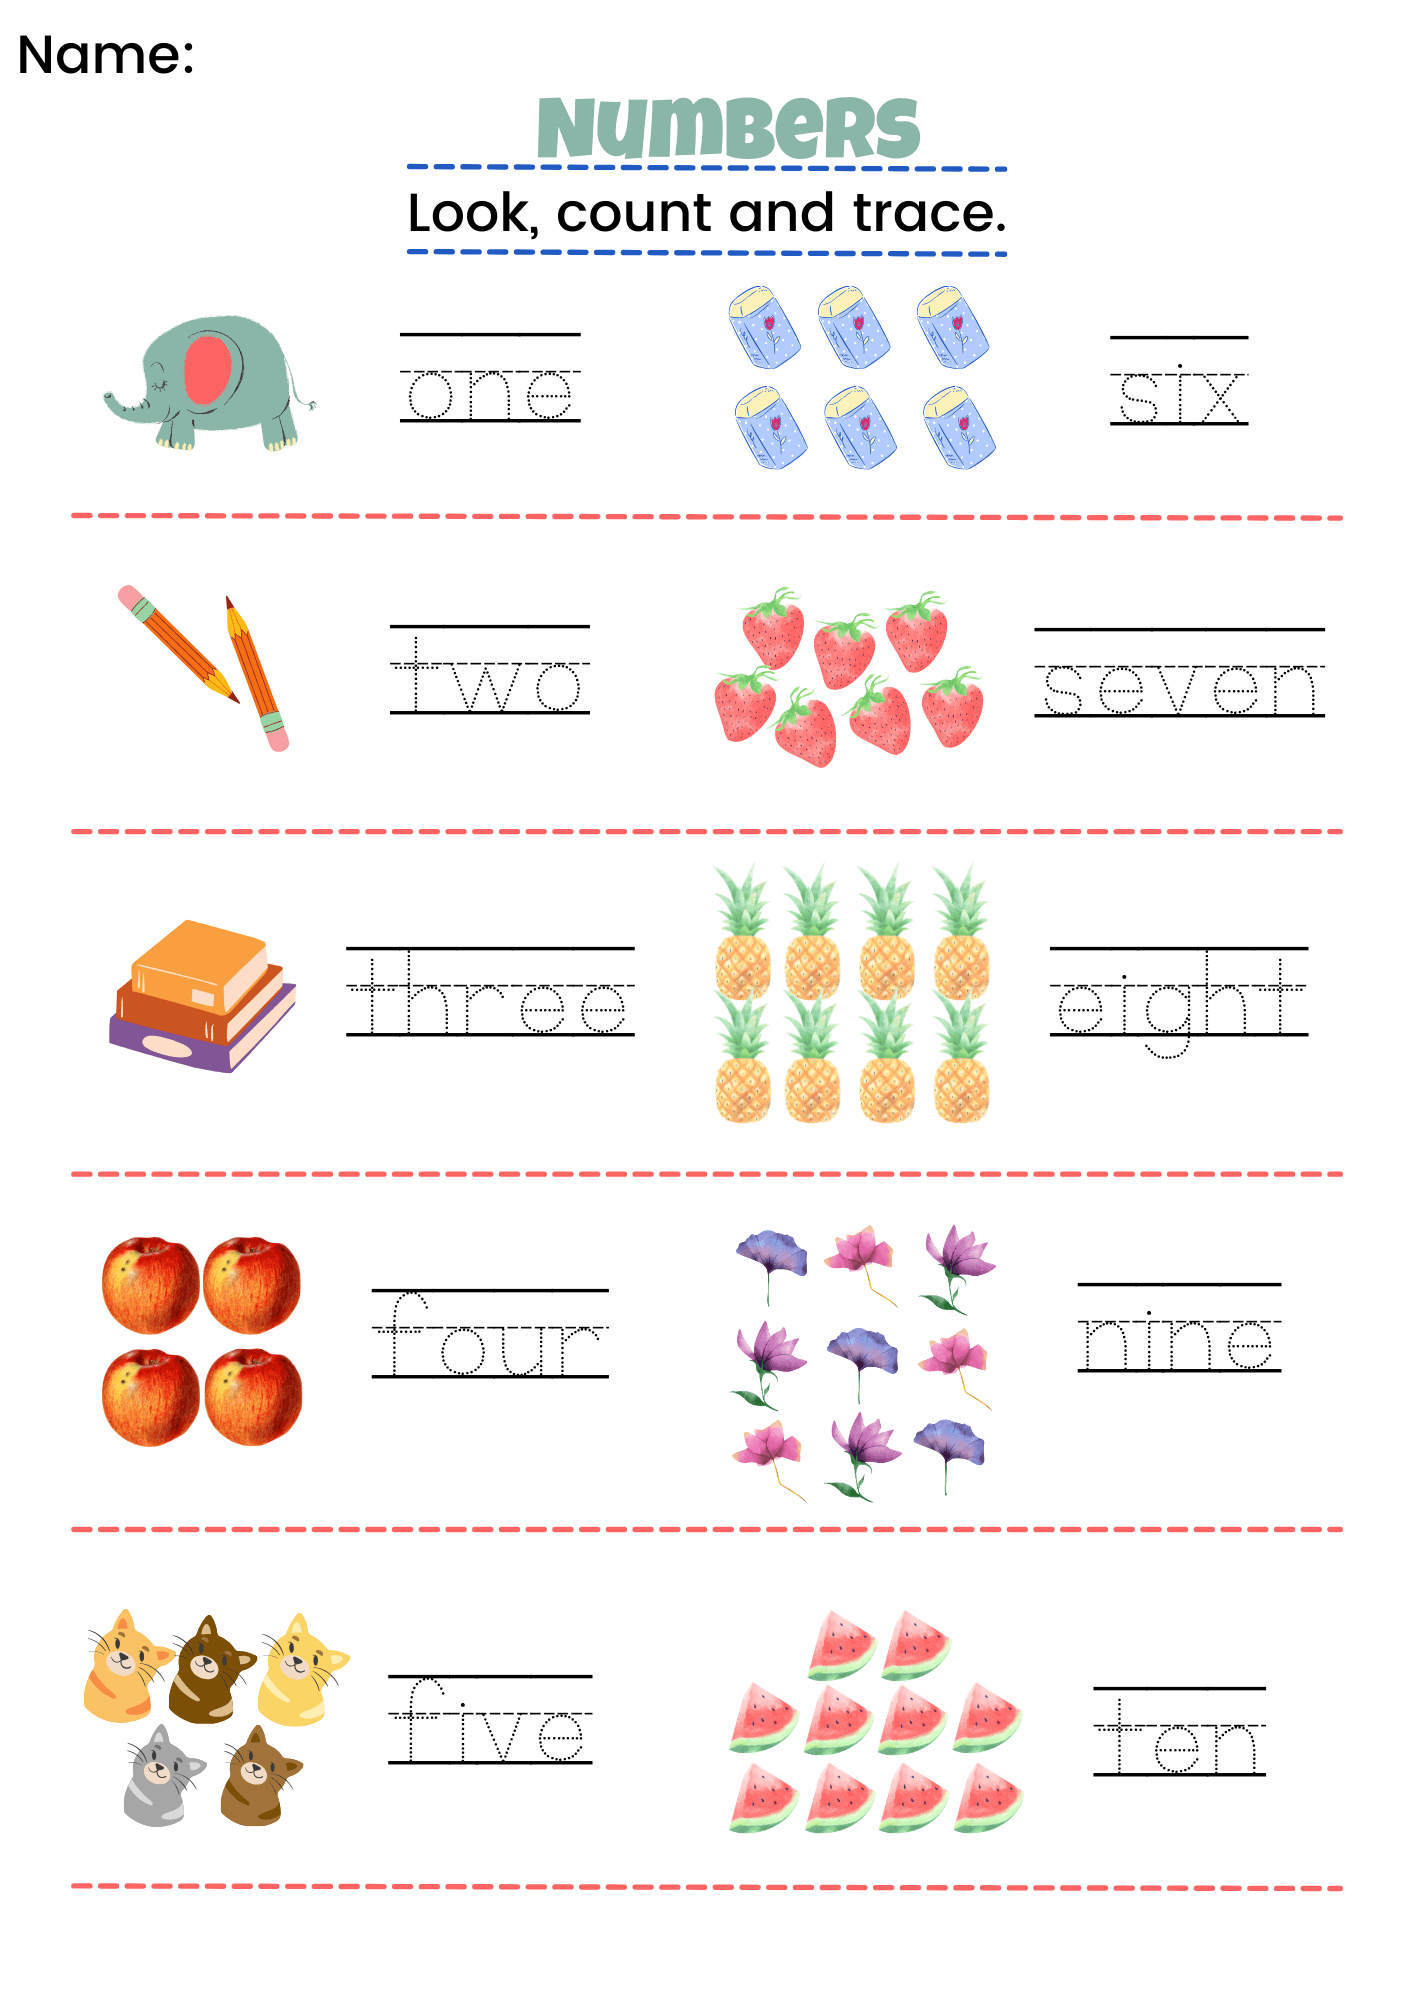 Name:
Numbers
Look, count and trace.
one
six
two
seven
three
eight
four
nine
five
ten